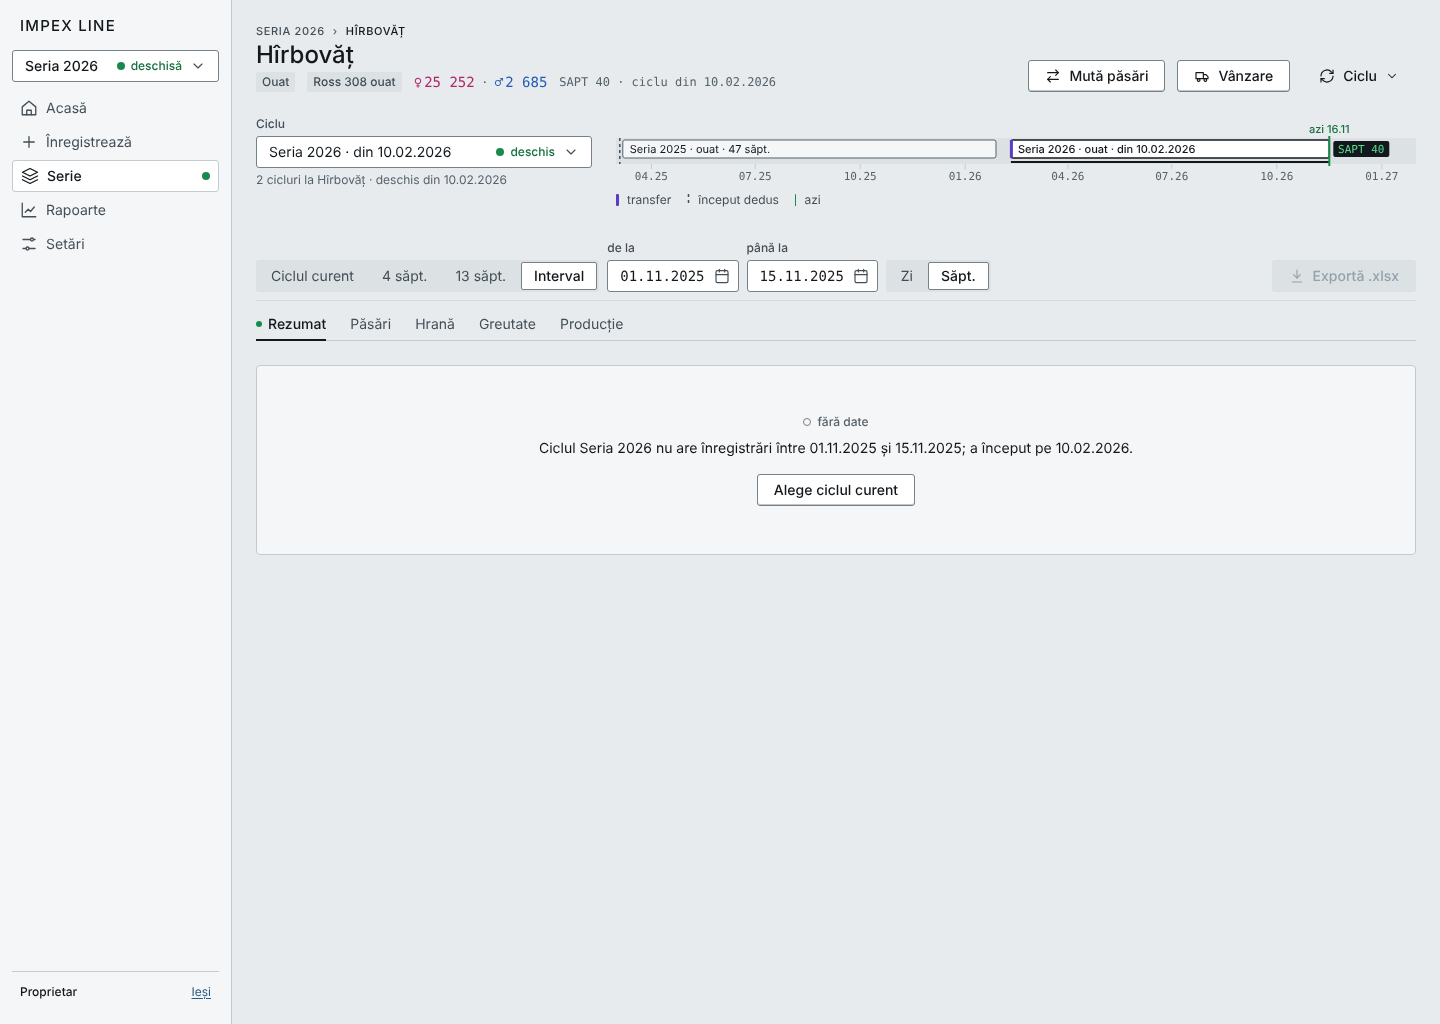 IMPEX LINE
Seria 2026 deschisă
Acasă
Înregistrează
Serie
Rapoarte
Setări
Proprietar Ieși
SERIA 2026 › HÎRBOVĂȚ
Hîrbovăț
Ouat Ross 308 ouat ♀25 252 · ♂2 685 SAPT 40 · ciclu din 10.02.2026
Mută păsări Vânzare Ciclu
Ciclu
Seria 2026 · din 10.02.2026 deschis
2 cicluri la Hîrbovăț · deschis din 10.02.2026
azi 16.11
Seria 2025 · ouat · 47 săpt. Seria 2026 · ouat · din 10.02.2026 SAPT 40
04.25 07.25 10.25 01.26 04.26 07.26 10.26 01.27
transfer început dedus azi
de la până la
Ciclul curent 4 săpt. 13 săpt. Interval 01.11.2025 15.11.2025 Zi Săpt. Exportă .xlsx
Rezumat Păsări Hrană Greutate Producție
fără date
Ciclul Seria 2026 nu are înregistrări între 01.11.2025 și 15.11.2025; a început pe 10.02.2026.
Alege ciclul curent